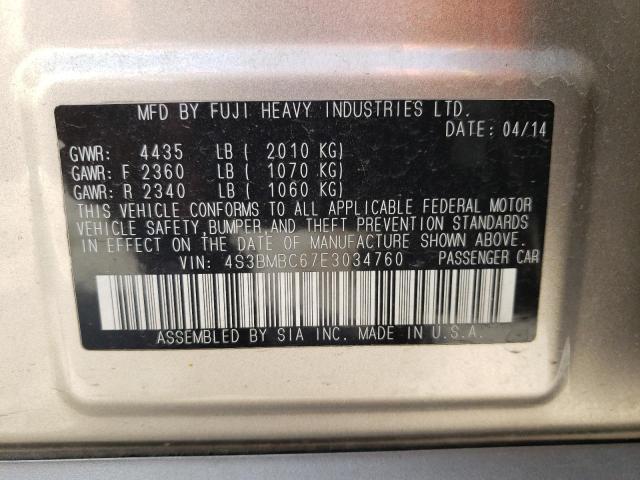 MFD BY FUJI HEAVY INDUSTRIES LTD.
DATE: 04/14
GVWR: 4435 LB ( 2010 KG)
GAWR: F 2360 LB ( 1070 KG)
GAWR: R 2340 LB ( 1060 KG)
THIS VEHICLE CONFORMS TO ALL APPLICABLE FEDERAL MOTOR
VEHICLE SAFETY,BUMPER,AND THEFT PREVENTION STANDARDS
IN EFFECT ON THE DATE OF MANUFACTURE SHOWN ABOVE.
VIN: 4S3BMBC67E3034760 PASSENGER CAR
ASSEMBLED BY SIA INC. MADE IN U.S.A.